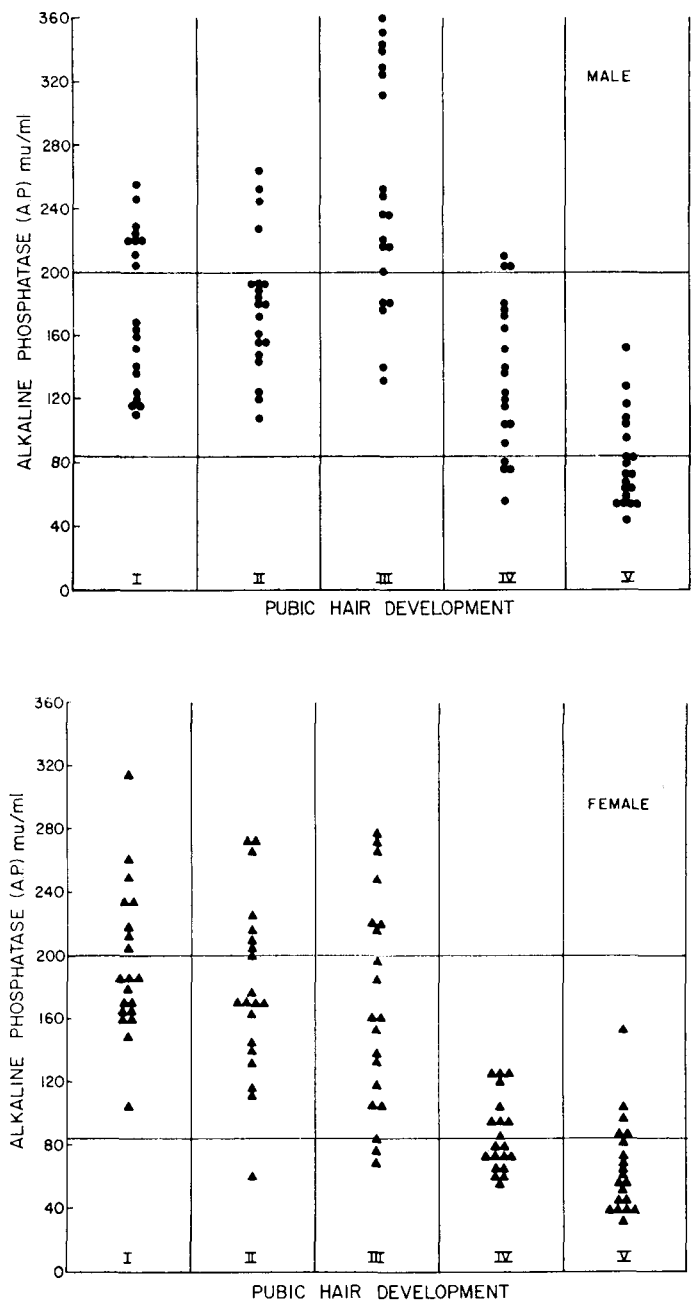 360
320
280
240
200
160
120
80
40
0
ALKALINE PHOSPHATASE (A.P) mu/ml
MALE
I II III IV V
PUBIC HAIR DEVELOPMENT
360
320
280
240
200
160
120
80
40
0
ALKALINE PHOSPHATASE (A.P.) mu/ml
FEMALE
I II III IV V
PUBIC HAIR DEVELOPMENT